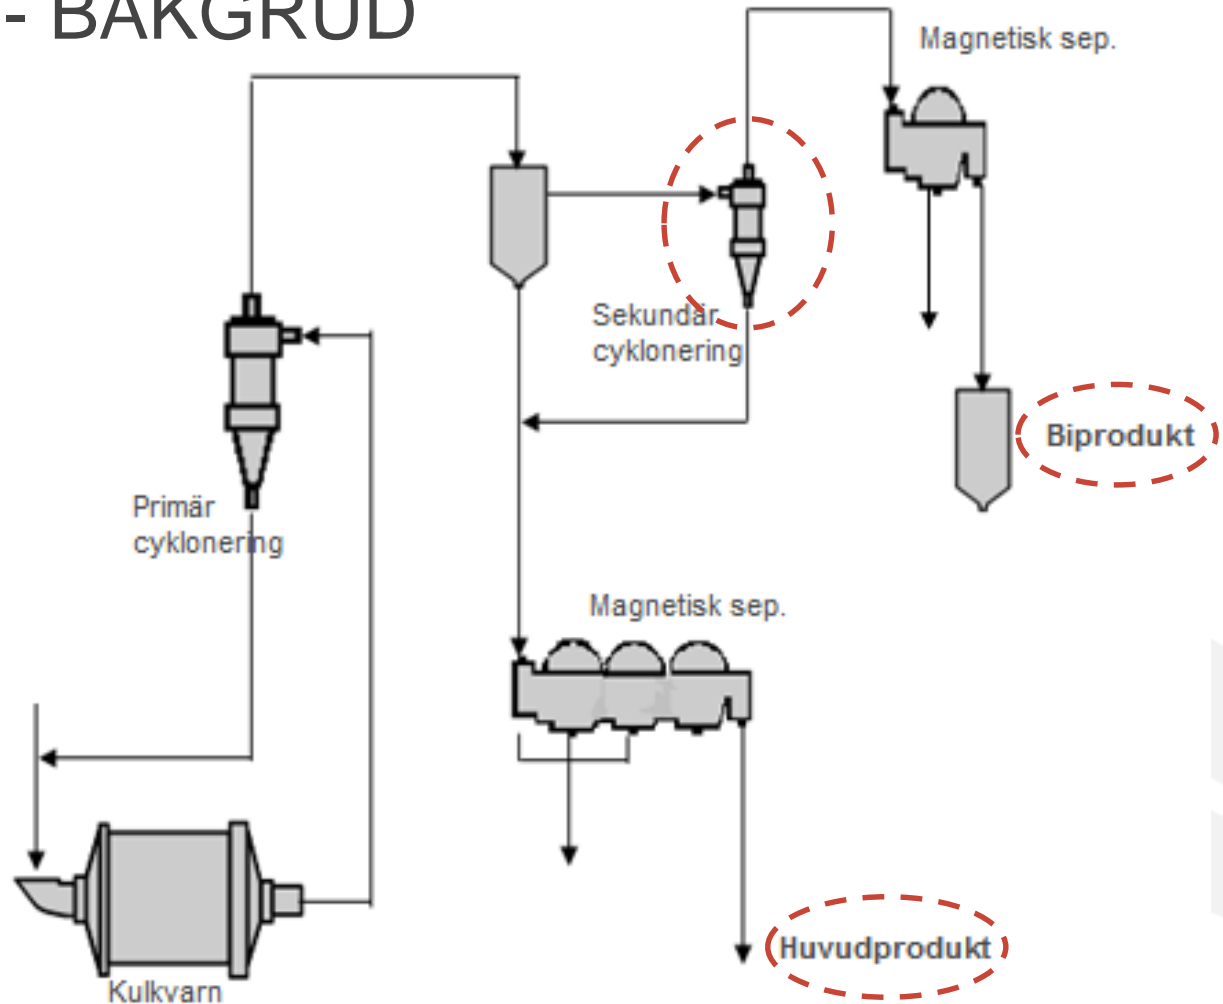 - BAKGRUD
Magnetisk sep.
Sekundär
cyklonering
Biprodukt
Primär
cyklonering
Magnetisk sep.
Huvudprodukt
Kulkvarn